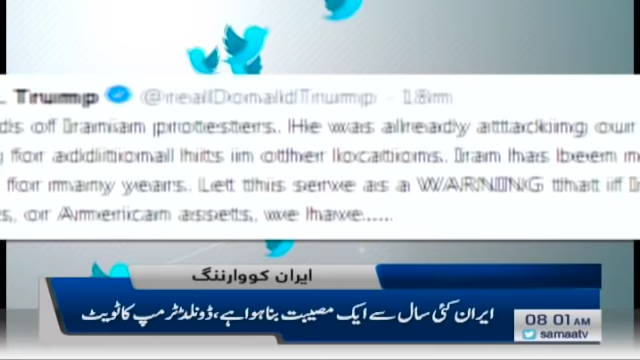 Trump @realDonaldTrump · 18m
ds of Iranian protesters. He was already attacking our
for additional hits in other locations. Iran has been
for many years. Let this serve as a WARNING that if I
s, or American assets, we have.....
ایران کو وارننگ
ایران کئی سال سے ایک مصیبت بنا ہوا ہے، ڈونلڈ ٹرمپ کا ٹویٹ
08 01 AM
samaatv